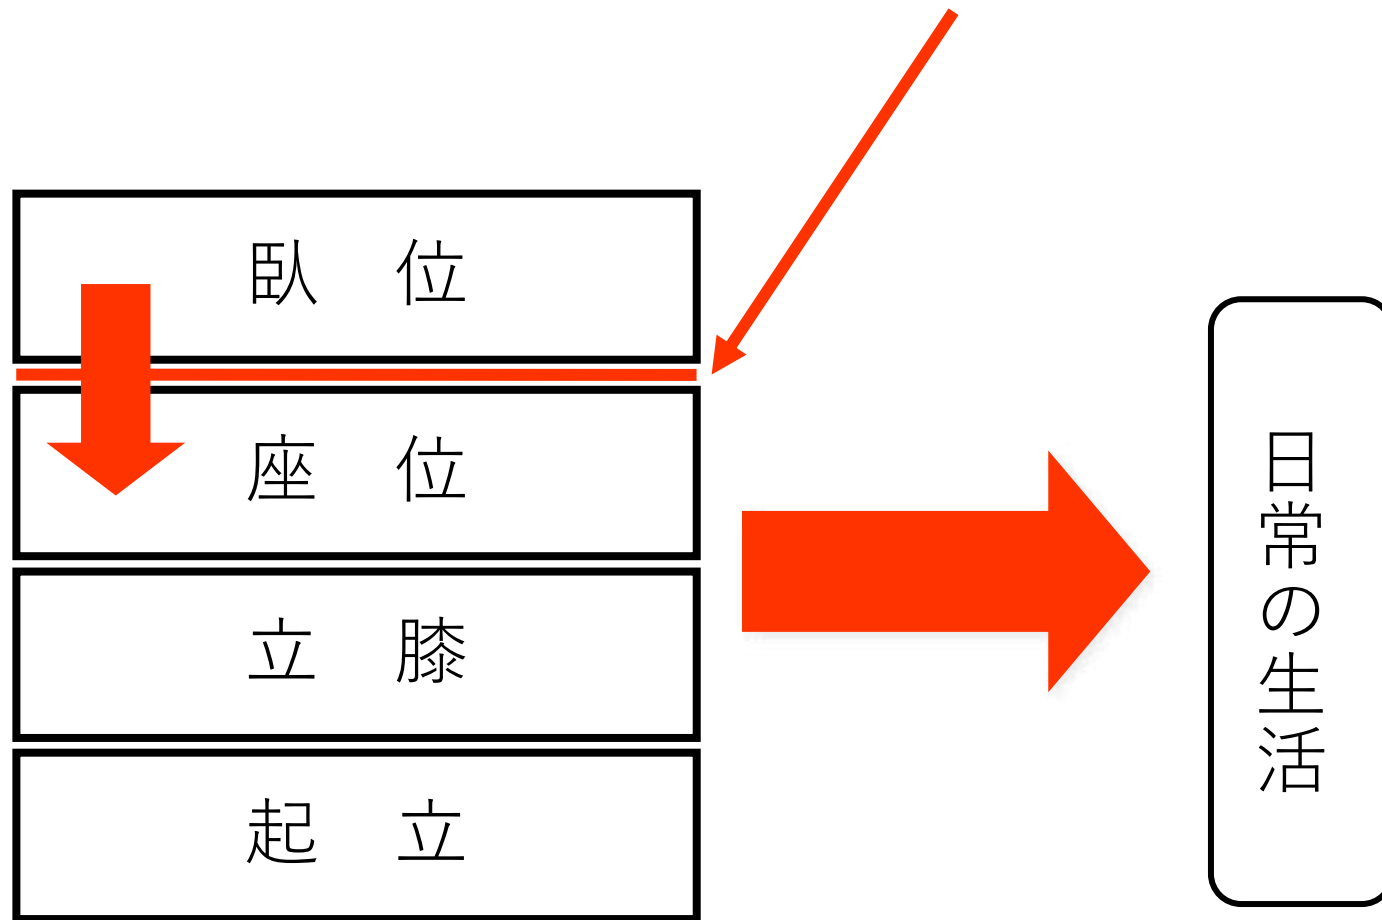 臥　位
座　位
立　膝
起　立
日常の生活